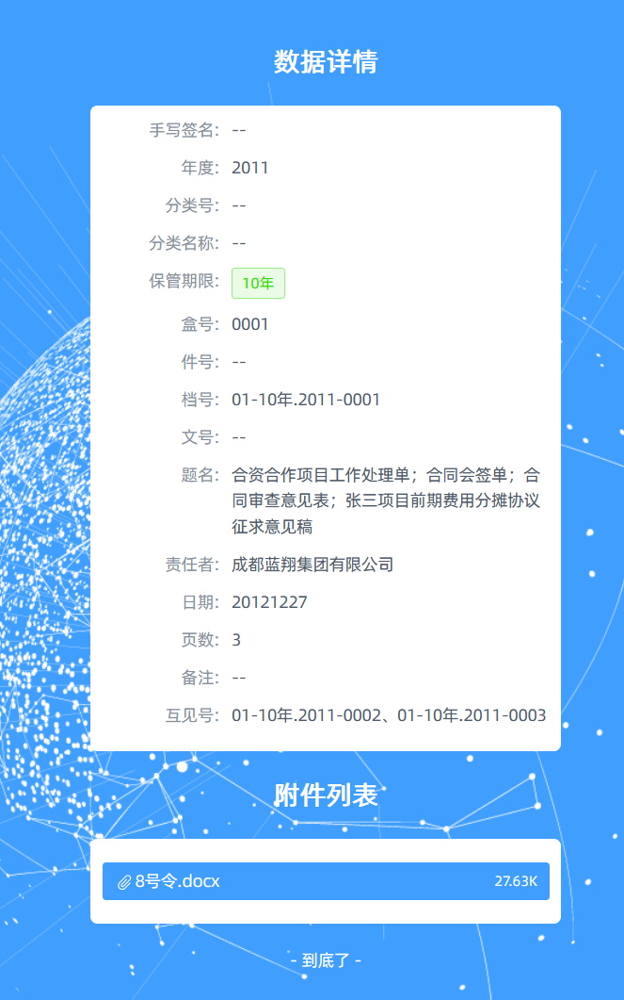 数据详情
手写签名： --
年度： 2011
分类号： --
分类名称： --
保管期限： 10年
盒号： 0001
件号： --
档号： 01-10年.2011-0001
文号： --
题名： 合资合作项目工作处理单；合同会签单；合
同审查意见表；张三项目前期费用分摊协议
征求意见稿
责任者： 成都蓝翔集团有限公司
日期： 20121227
页数： 3
备注： --
互见号： 01-10年.2011-0002、01-10年.2011-0003
附件列表
8号令.docx 27.63K
- 到底了 -